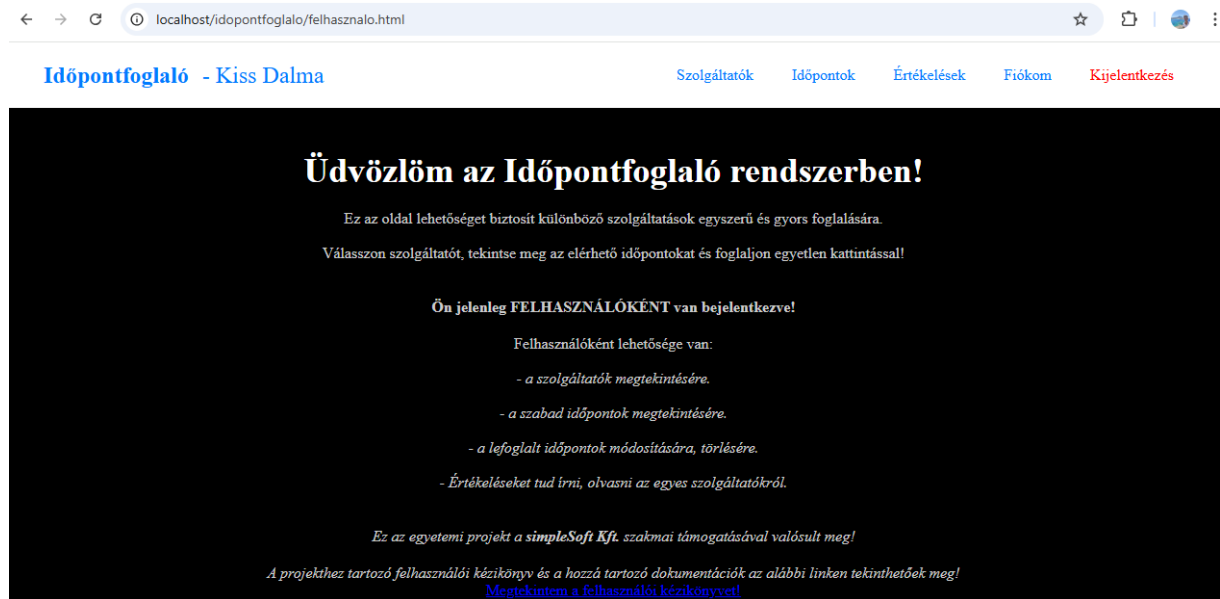 localhost/idopontfoglalo/felhasznalo.html
Időpontfoglaló - Kiss Dalma
Szolgáltatók Időpontok Értékelések Fiókom Kijelentkezés
Üdvözlöm az Időpontfoglaló rendszerben!
Ez az oldal lehetőséget biztosít különböző szolgáltatások egyszerű és gyors foglalására.
Válasszon szolgáltatót, tekintse meg az elérhető időpontokat és foglaljon egyetlen kattintással!
Ön jelenleg FELHASZNÁLÓKÉNT van bejelentkezve!
Felhasználóként lehetősége van:
- a szolgáltatók megtekintésére.
- a szabad időpontok megtekintésére.
- a lefoglalt időpontok módosítására, törlésére.
- Értékeléseket tud írni, olvasni az egyes szolgáltatókról.
Ez az egyetemi projekt a simpleSoft Kft. szakmai támogatásával valósult meg!
A projekthez tartozó felhasználói kézikönyv és a hozzá tartozó dokumentációk az alábbi linken tekinthetőek meg!
Megtekintem a felhasználói kézikönyvet!